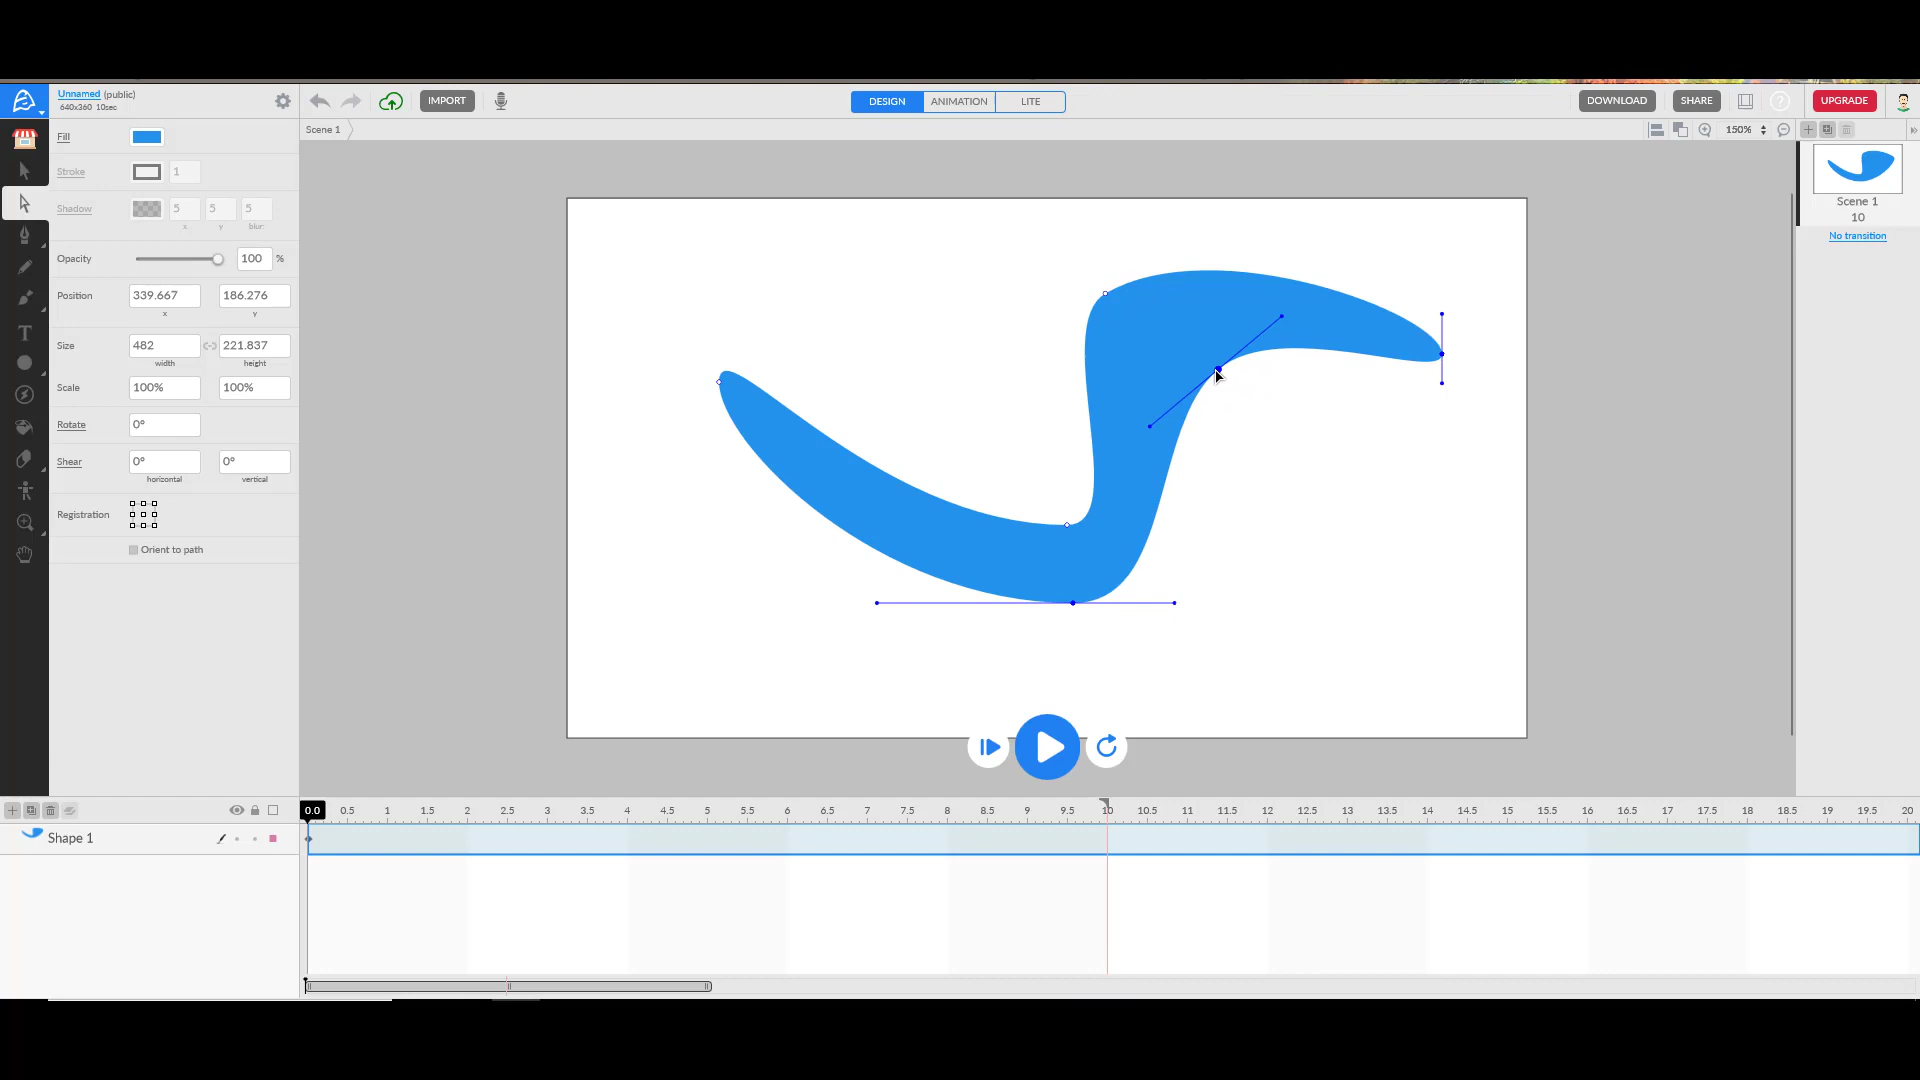 Unnamed (public)
640x360 10sec
IMPORT
DESIGN
ANIMATION
LITE
DOWNLOAD
SHARE
?
UPGRADE
Scene 1
150%
Fill
Stroke
1
Shadow
5
5
5
x
y
blur:
Opacity
100
%
Position
339.667
186.276
x
y
Size
482
221.837
width
height
Scale
100%
100%
Rotate
0°
Shear
0°
0°
horizontal
vertical
Registration
Orient to path
Scene 1
10
No transition
0.0 0.5 1 1.5 2 2.5 3 3.5 4 4.5 5 5.5 6 6.5 7 7.5 8 8.5 9 9.5 10 10.5 11 11.5 12 12.5 13 13.5 14 14.5 15 15.5 16 16.5 17 17.5 18 18.5 19 19.5 20
Shape 1